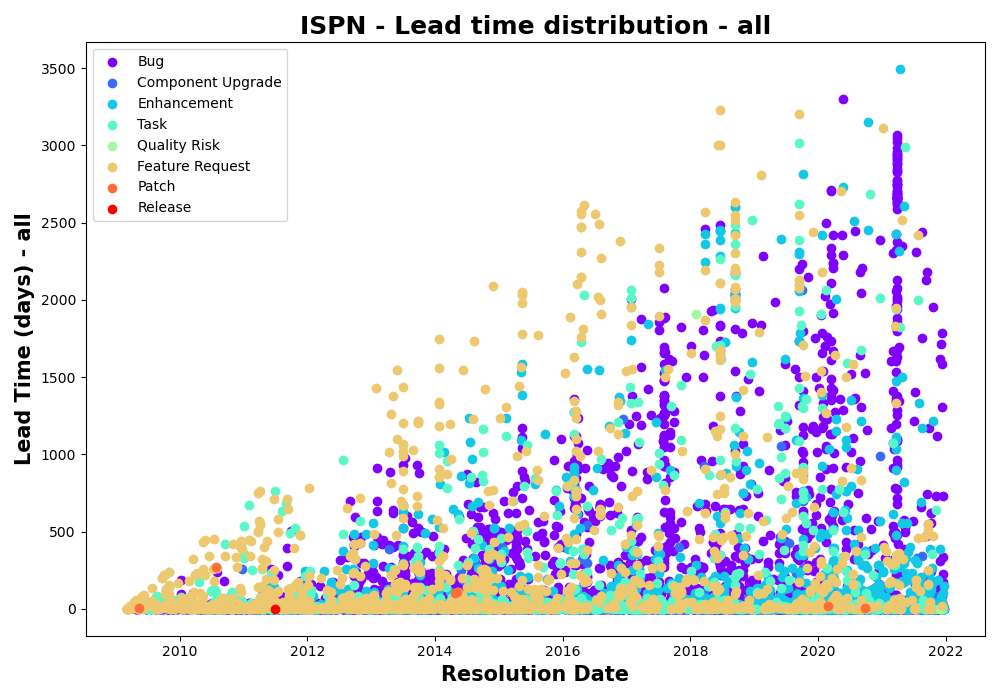 ISPN - Lead time distribution - all
Bug
Component Upgrade
Enhancement
Task
Quality Risk
Feature Request
Patch
Release
Lead Time (days) - all
3500
3000
2500
2000
1500
1000
500
0
2010 2012 2014 2016 2018 2020 2022
Resolution Date